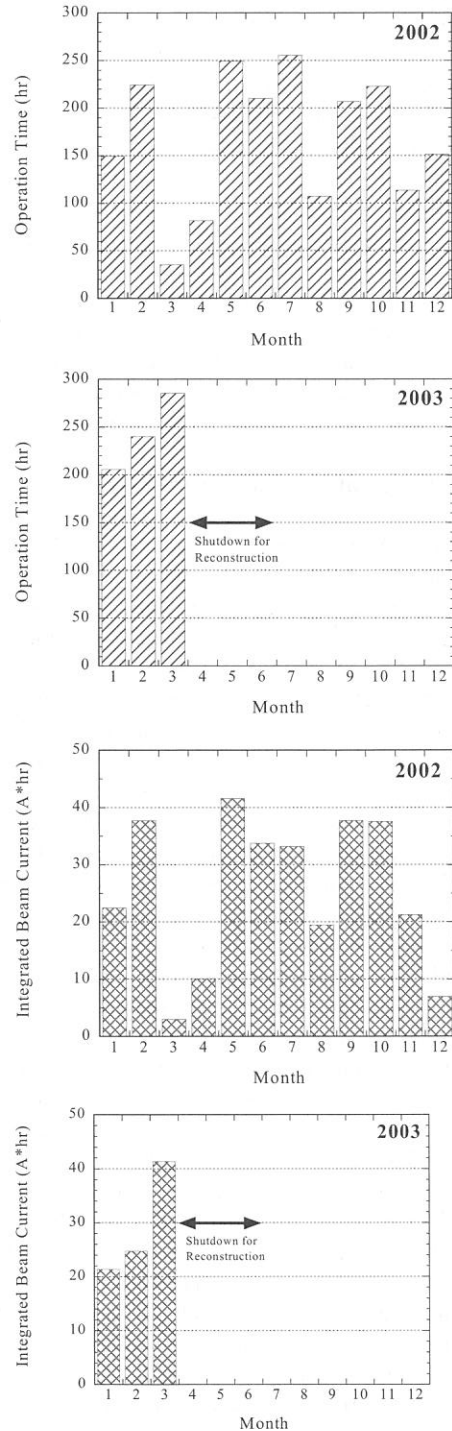 2002
Operation Time (hr)
300
250
200
150
100
50
0
1 2 3 4 5 6 7 8 9 10 11 12
Month
2003
Operation Time (hr)
300
250
200
150
100
50
0
Shutdown for
Reconstruction
1 2 3 4 5 6 7 8 9 10 11 12
Month
2002
Integrated Beam Current (A*hr)
50
40
30
20
10
0
1 2 3 4 5 6 7 8 9 10 11 12
Month
2003
Integrated Beam Current (A*hr)
50
40
30
20
10
0
Shutdown for
Reconstruction
1 2 3 4 5 6 7 8 9 10 11 12
Month